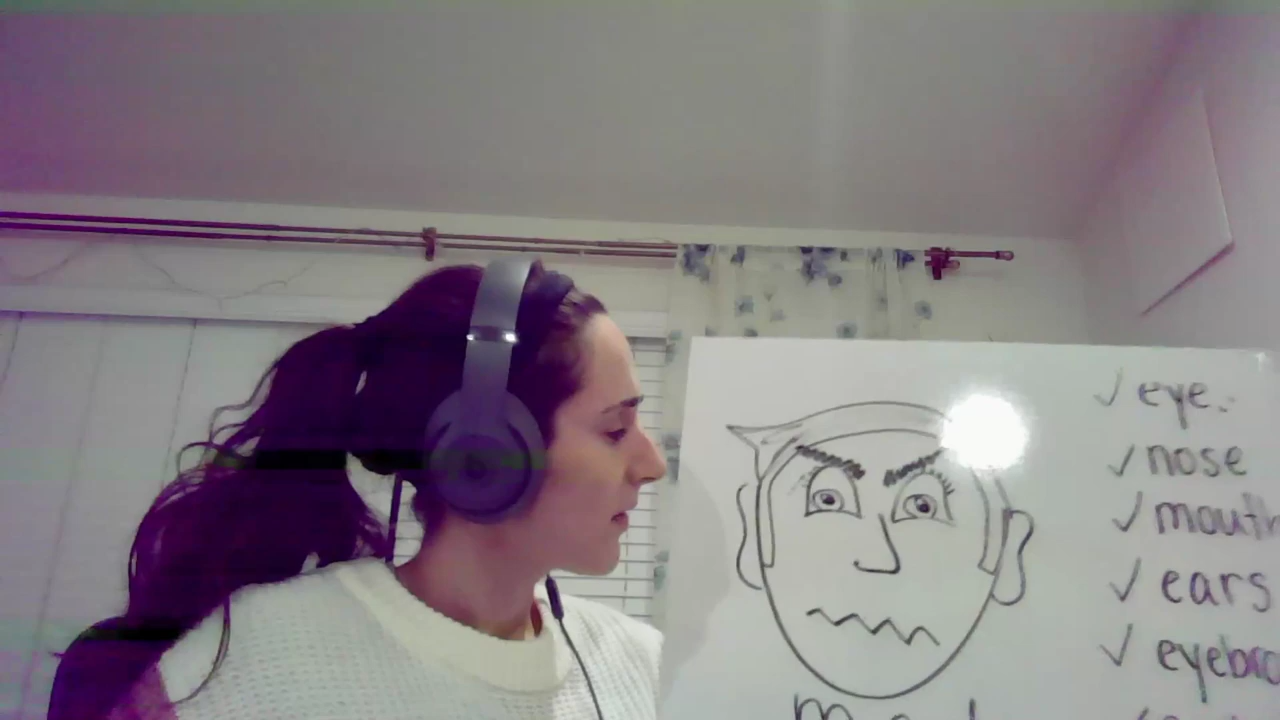 ✓ eye.
✓ nose
✓ mouth
✓ ears
✓ eyebro